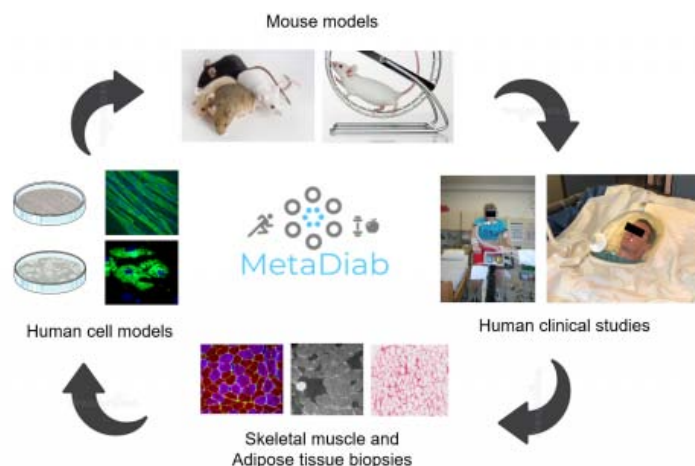 Mouse models
MetaDiab
Human cell models
Human clinical studies
Skeletal muscle and
Adipose tissue biopsies